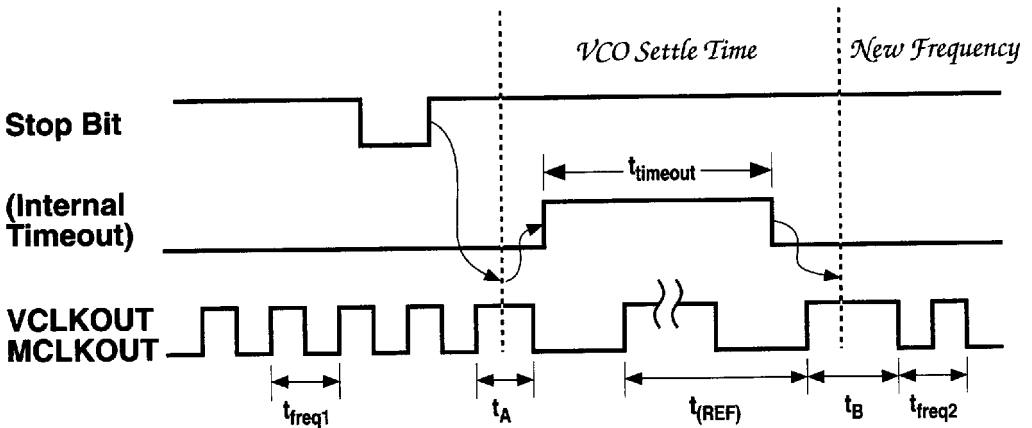 VCO Settle Time
New Frequency
Stop Bit
t_timeout
(Internal
Timeout)
VCLKOUT
MCLKOUT
t_freq1
t_A
t_(REF)
t_B
t_freq2